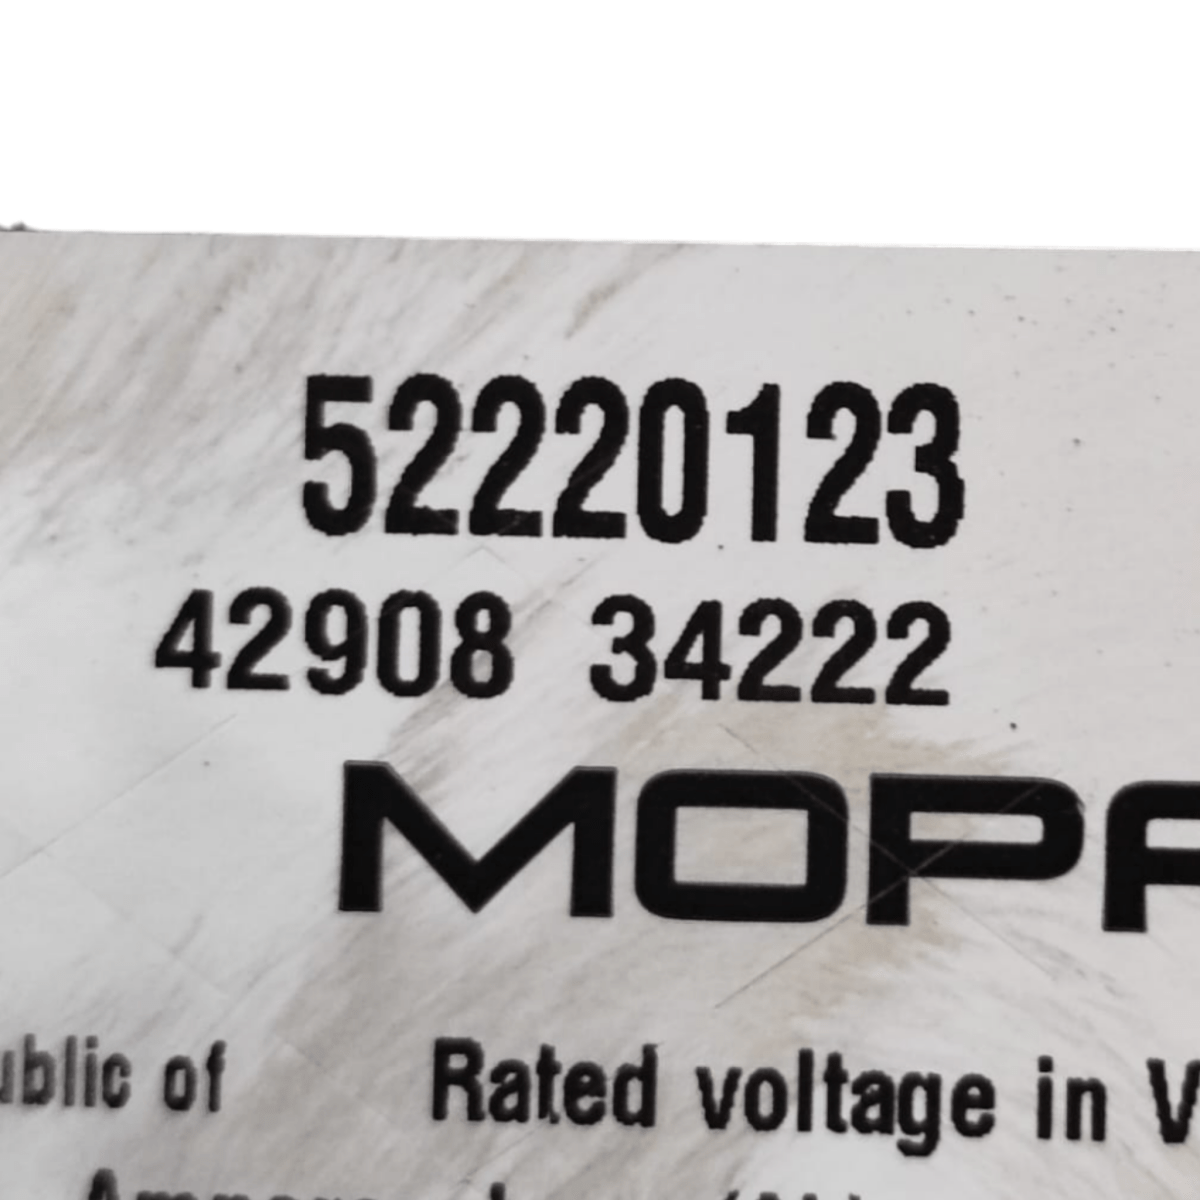 52220123
42908 34222
MOPA
ublic of Rated voltage in V